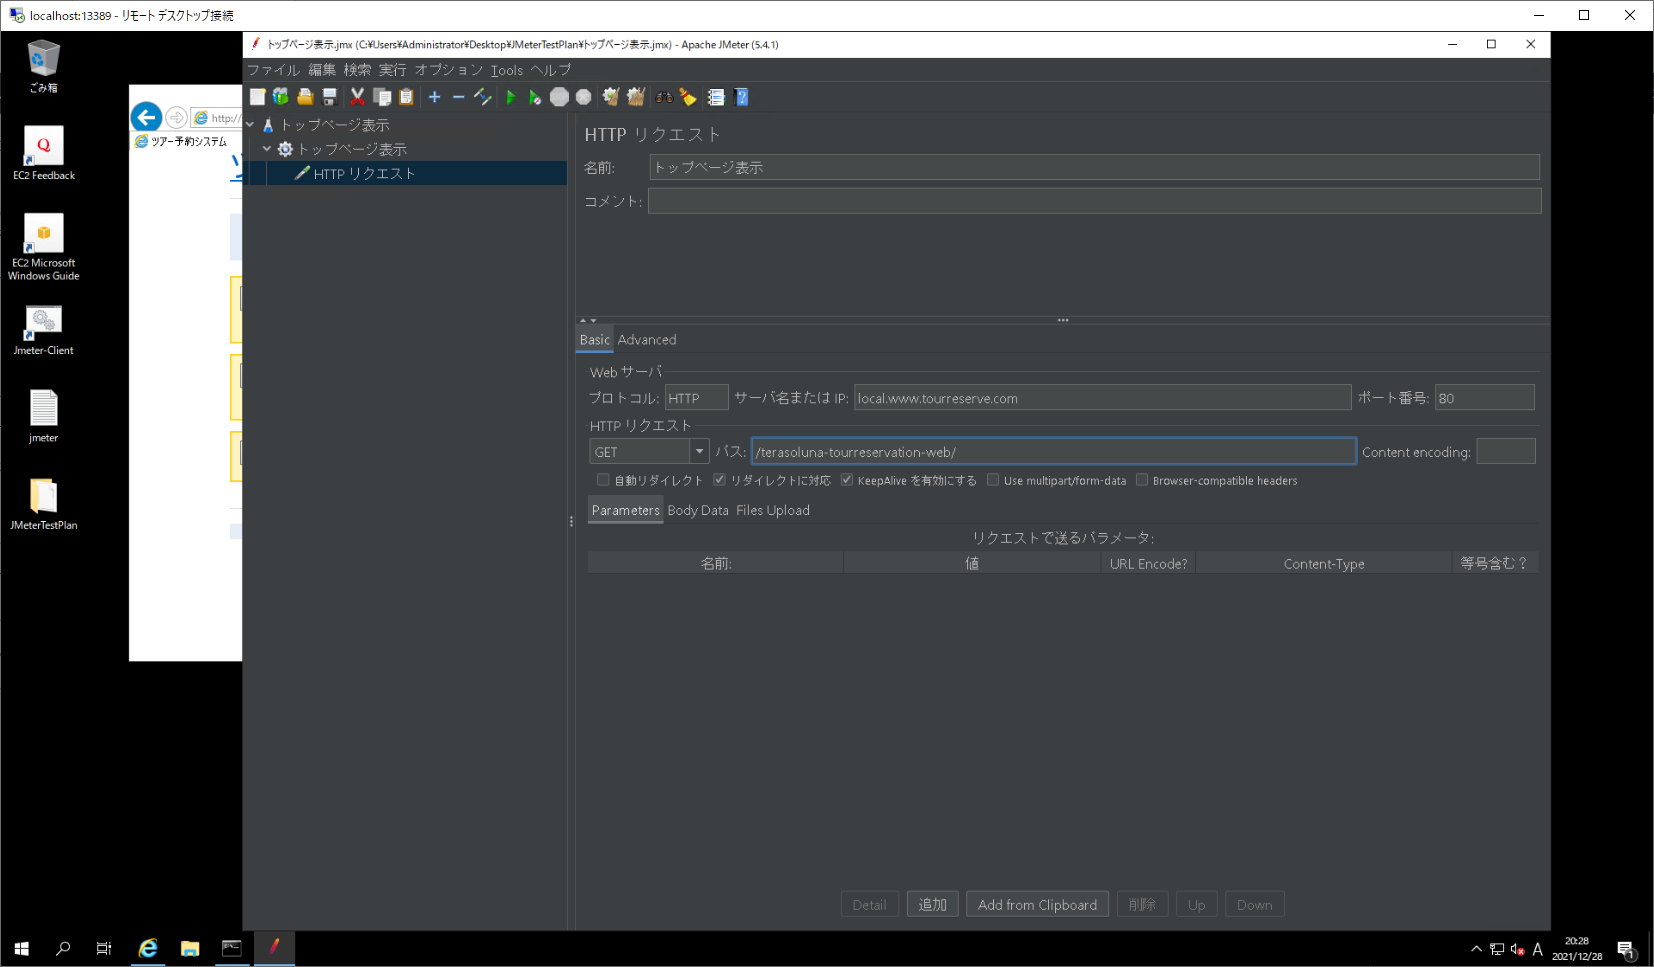 localhost:13389 - リモート デスクトップ接続
ごみ箱
EC2 Feedback
EC2 Microsoft
Windows Guide
Jmeter-Client
jmeter
JMeterTestPlan
http://
ツアー予約システム
トップページ表示.jmx (C:¥Users¥Administrator¥Desktop¥JMeterTestPlan¥トップページ表示.jmx) - Apache JMeter (5.4.1)
ファイル 編集 検索 実行 オプション Tools ヘルプ
トップページ表示
トップページ表示
HTTP リクエスト
HTTP リクエスト
名前: トップページ表示
コメント:
Basic Advanced
Web サーバ
プロトコル: HTTP サーバ名または IP: local.www.tourreserve.com ポート番号: 80
HTTP リクエスト
GET パス: /terasoluna-tourreservation-web/ Content encoding:
自動リダイレクト リダイレクトに対応 KeepAlive を有効にする Use multipart/form-data Browser-compatible headers
Parameters Body Data Files Upload
リクエストで送るパラメータ:
名前: 値 URL Encode? Content-Type 等号含む?
Detail 追加 Add from Clipboard 削除 Up Down
A
20:28
2021/12/28
1